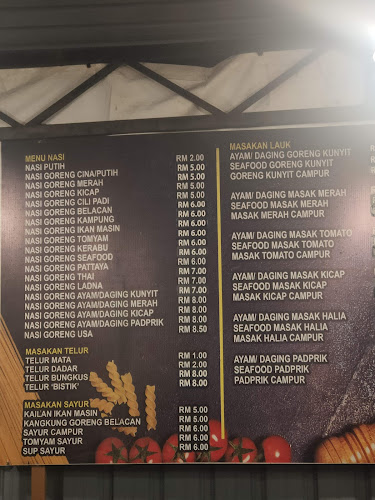 MENU NASI
NASI PUTIH RM 2.00
NASI GORENG CINA/PUTIH RM 5.00
NASI GORENG MERAH RM 5.00
NASI GORENG KICAP RM 5.00
NASI GORENG CILI PADI RM 5.00
NASI GORENG BELACAN RM 6.00
NASI GORENG KAMPUNG RM 6.00
NASI GORENG IKAN MASIN RM 6.00
NASI GORENG TOMYAM RM 6.00
NASI GORENG KERABU RM 6.00
NASI GORENG SEAFOOD RM 6.00
NASI GORENG PATTAYA RM 6.00
NASI GORENG THAI RM 7.00
NASI GORENG LADNA RM 7.00
NASI GORENG AYAM/DAGING KUNYIT RM 7.00
NASI GORENG AYAM/DAGING MERAH RM 8.00
NASI GORENG AYAM/DAGING KICAP RM 8.00
NASI GORENG AYAM/DAGING PADPRIK RM 8.00
NASI GORENG USA RM 8.50
MASAKAN TELUR
TELUR MATA RM 1.00
TELUR DADAR RM 2.00
TELUR BUNGKUS RM 8.00
TELUR 'BISTIK' RM 8.00
MASAKAN SAYUR
KAILAN IKAN MASIN RM 5.00
KANGKUNG GORENG BELACAN RM 5.00
SAYUR CAMPUR RM 6.00
TOMYAM SAYUR RM 6.00
SUP SAYUR RM 6.00
MASAKAN LAUK
AYAM/ DAGING GORENG KUNYIT
SEAFOOD GORENG KUNYIT
GORENG KUNYIT CAMPUR
AYAM/ DAGING MASAK MERAH
SEAFOOD MASAK MERAH
MASAK MERAH CAMPUR
AYAM/ DAGING MASAK TOMATO
SEAFOOD MASAK TOMATO
MASAK TOMATO CAMPUR
AYAM/ DAGING MASAK KICAP
SEAFOOD MASAK KICAP
MASAK KICAP CAMPUR
AYAM/ DAGING MASAK HALIA
SEAFOOD MASAK HALIA
MASAK HALIA CAMPUR
AYAM/ DAGING PADPRIK
SEAFOOD PADPRIK
PADPRIK CAMPUR